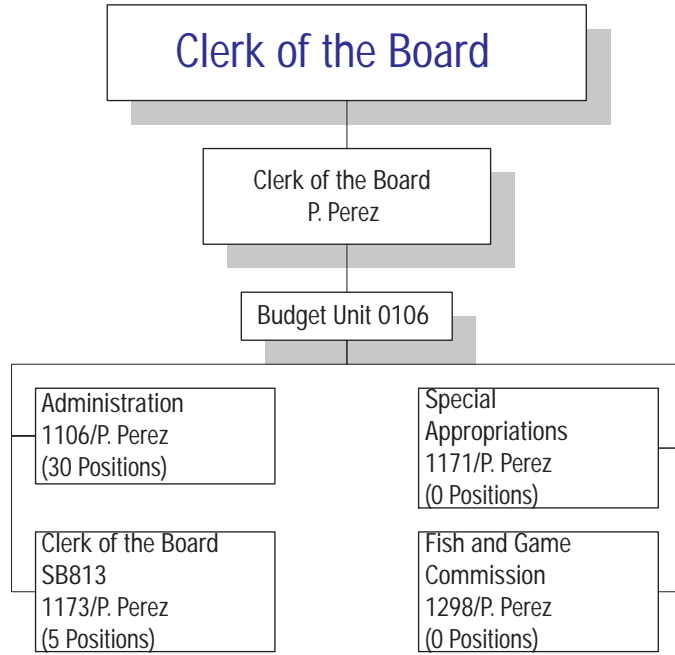 Clerk of the Board
Clerk of the Board
P. Perez
Budget Unit 0106
Administration
1106/P. Perez
(30 Positions)
Special
Appropriations
1171/P. Perez
(0 Positions)
Clerk of the Board
SB813
1173/P. Perez
(5 Positions)
Fish and Game
Commission
1298/P. Perez
(0 Positions)